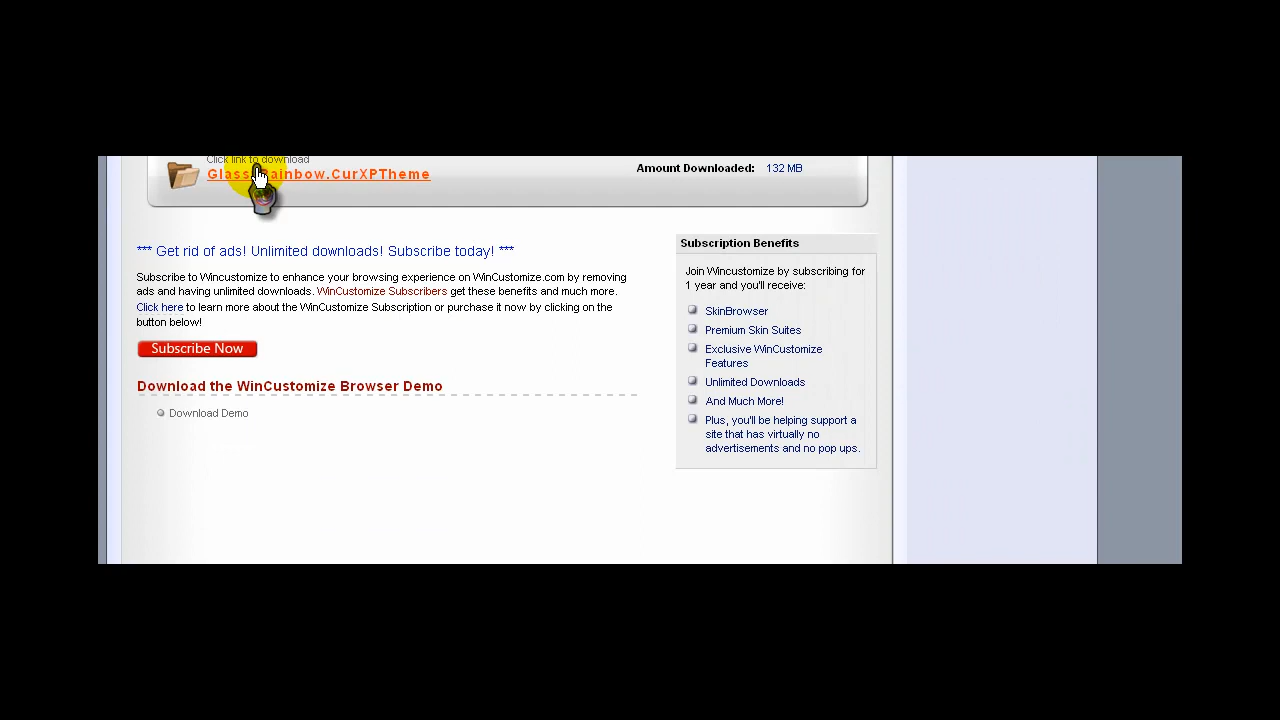 Click link to download
Glass Rainbow.CurXPTheme
Amount Downloaded: 132 MB
*** Get rid of ads! Unlimited downloads! Subscribe today! ***
Subscribe to Wincustomize to enhance your browsing experience on WinCustomize.com by removing
ads and having unlimited downloads. WinCustomize Subscribers get these benefits and much more.
Click here to learn more about the WinCustomize Subscription or purchase it now by clicking on the
button below!
Subscribe Now
Download the WinCustomize Browser Demo
Download Demo
Subscription Benefits
Join Wincustomize by subscribing for
1 year and you'll receive:
SkinBrowser
Premium Skin Suites
Exclusive WinCustomize
Features
Unlimited Downloads
And Much More!
Plus, you'll be helping support a
site that has virtually no
advertisements and no pop ups.